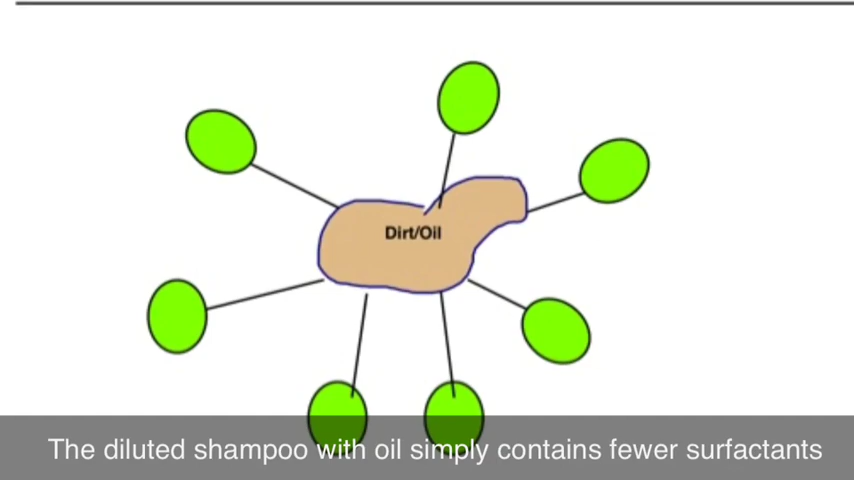 Dirt/Oil
The diluted shampoo with oil simply contains fewer surfactants